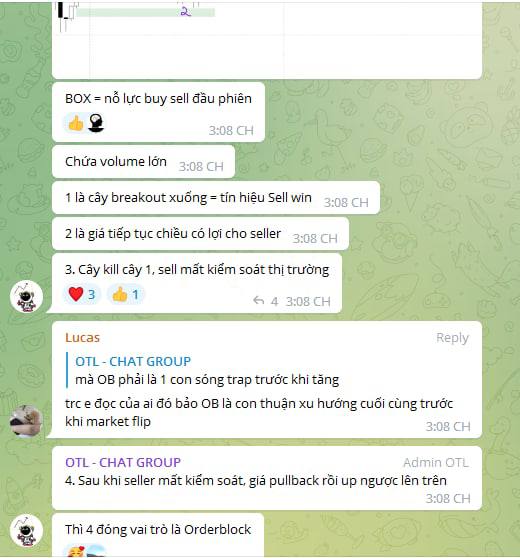 2
BOX = nỗ lực buy sell đầu phiên
3:08 CH
Chứa volume lớn 3:08 CH
1 là cây breakout xuống = tín hiệu Sell win 3:08 CH
2 là giá tiếp tục chiều có lợi cho seller 3:08 CH
3. Cây kill cây 1, sell mất kiểm soát thị trường
3 1 4 3:08 CH
Lucas Reply
OTL - CHAT GROUP
mà OB phải là 1 con sóng trap trước khi tăng
trc e đọc của ai đó bảo OB là con thuận xu hướng cuối cùng trước
khi market flip
3:08 CH
OTL - CHAT GROUP Admin OTL
4. Sau khi seller mất kiểm soát, giá pullback rồi up ngược lên trên
3:08 CH
Thì 4 đóng vai trò là Orderblock